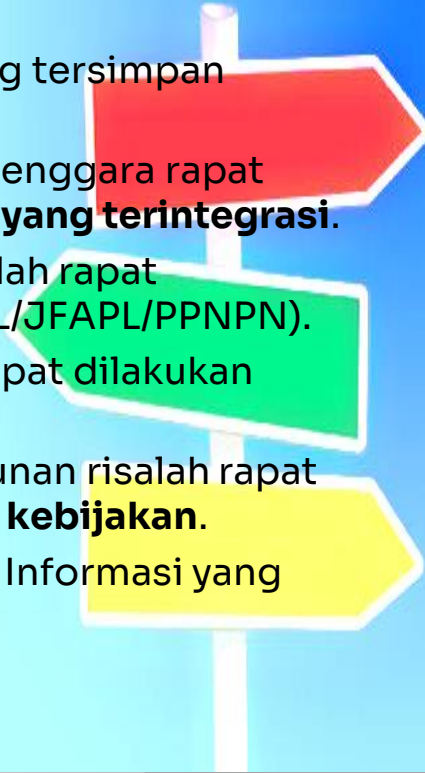 g tersimpan
enggara rapat
yang terintegrasi.
lah rapat
L/JFAPL/PPNPN).
pat dilakukan
unan risalah rapat
kebijakan.
Informasi yang